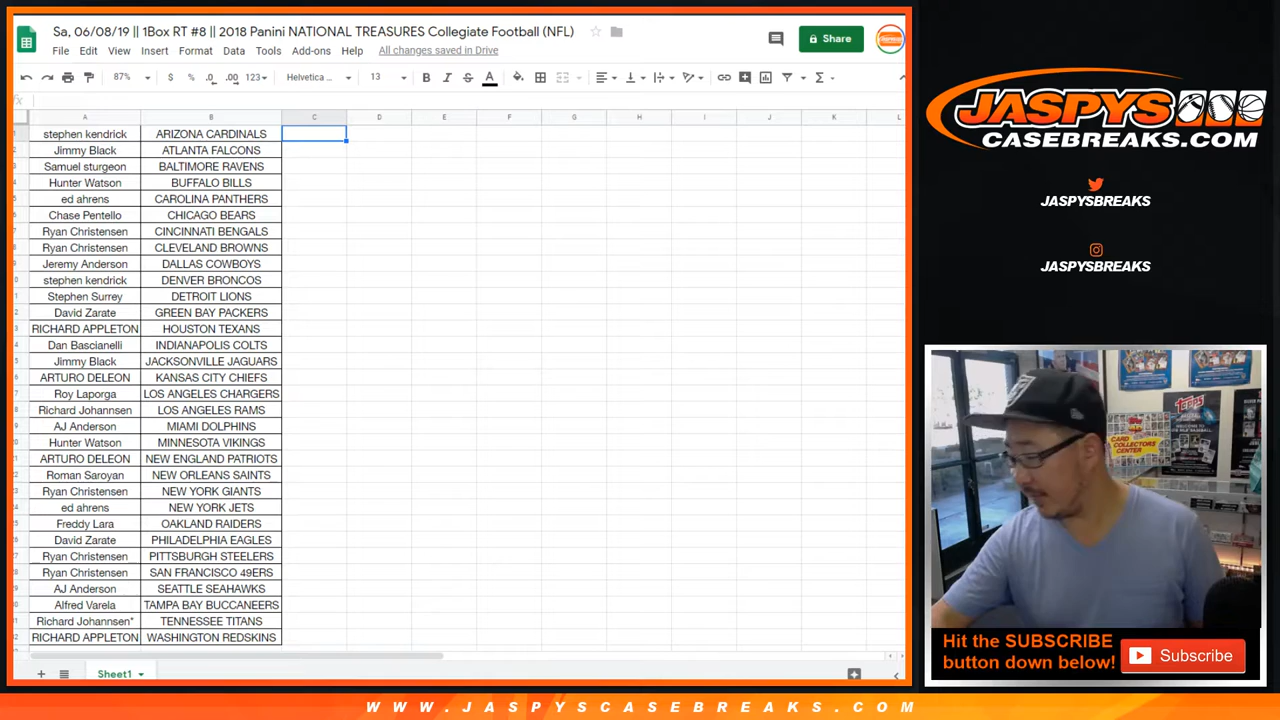 Sa, 06/08/19 || 1Box RT #8 || 2018 Panini NATIONAL TREASURES Collegiate Football (NFL)
Share
File Edit View Insert Format Data Tools Add-ons Help All changes saved in Drive
87% $ % .0 .00 123 Helvetica ... 13 B I S A
A B C D E F G H I J K L
stephen kendrick ARIZONA CARDINALS
Jimmy Black ATLANTA FALCONS
Samuel sturgeon BALTIMORE RAVENS
Hunter Watson BUFFALO BILLS
ed ahrens CAROLINA PANTHERS
Chase Pentello CHICAGO BEARS
Ryan Christensen CINCINNATI BENGALS
Ryan Christensen CLEVELAND BROWNS
Jeremy Anderson DALLAS COWBOYS
stephen kendrick DENVER BRONCOS
Stephen Surrey DETROIT LIONS
David Zarate GREEN BAY PACKERS
RICHARD APPLETON HOUSTON TEXANS
Dan Bascianelli INDIANAPOLIS COLTS
Jimmy Black JACKSONVILLE JAGUARS
ARTURO DELEON KANSAS CITY CHIEFS
Roy Laporga LOS ANGELES CHARGERS
Richard Johannsen LOS ANGELES RAMS
AJ Anderson MIAMI DOLPHINS
Hunter Watson MINNESOTA VIKINGS
ARTURO DELEON NEW ENGLAND PATRIOTS
Roman Saroyan NEW ORLEANS SAINTS
Ryan Christensen NEW YORK GIANTS
ed ahrens NEW YORK JETS
Freddy Lara OAKLAND RAIDERS
David Zarate PHILADELPHIA EAGLES
Ryan Christensen PITTSBURGH STEELERS
Ryan Christensen SAN FRANCISCO 49ERS
AJ Anderson SEATTLE SEAHAWKS
Alfred Varela TAMPA BAY BUCCANEERS
Richard Johannsen* TENNESSEE TITANS
RICHARD APPLETON WASHINGTON REDSKINS
Sheet1
JASPYS
CASEBREAKS.COM
JASPYSBREAKS
JASPYSBREAKS
Topps
CARD
COLLECTORS
CENTER
Hit the SUBSCRIBE
button down below!
Subscribe
WWW.JASPYSCASEBREAKS.COM